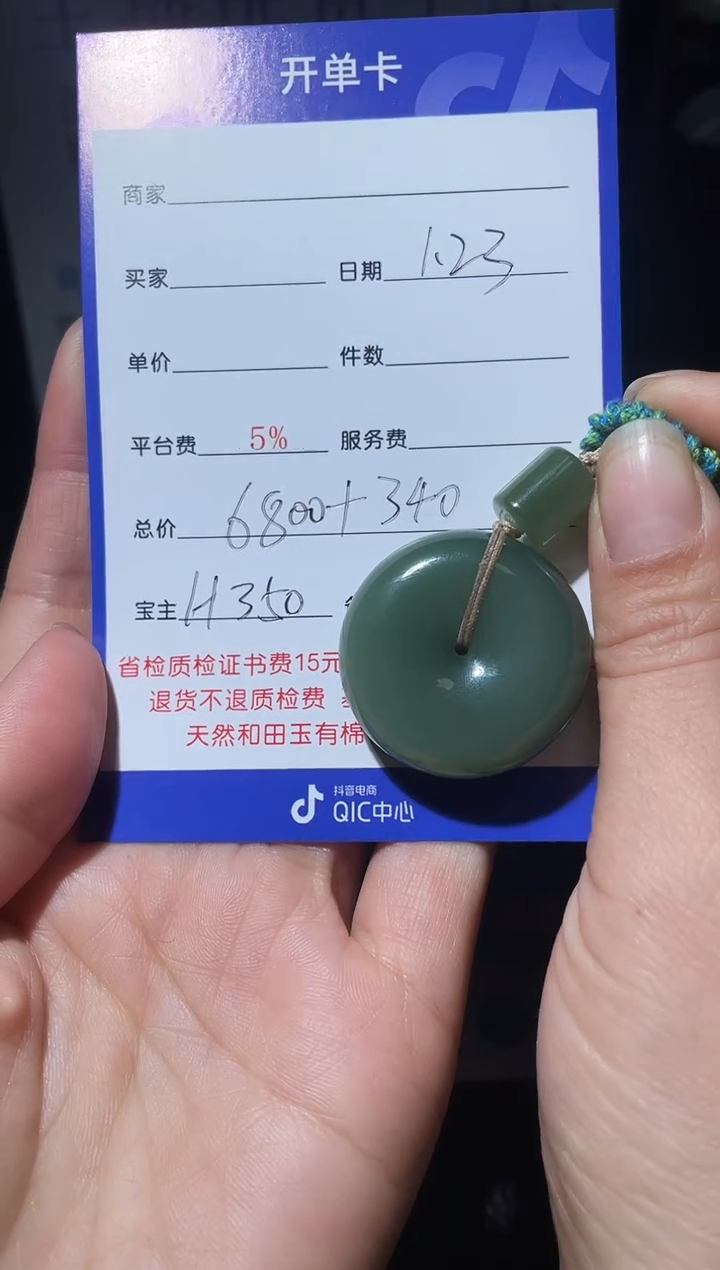 开单卡
商家
买家 日期 1.23
单价 件数
平台费 5% 服务费
总价 6800+340
宝主 H350
省检质检证书费15元
退货不退质检费
天然和田玉有棉
抖音电商
QIC中心